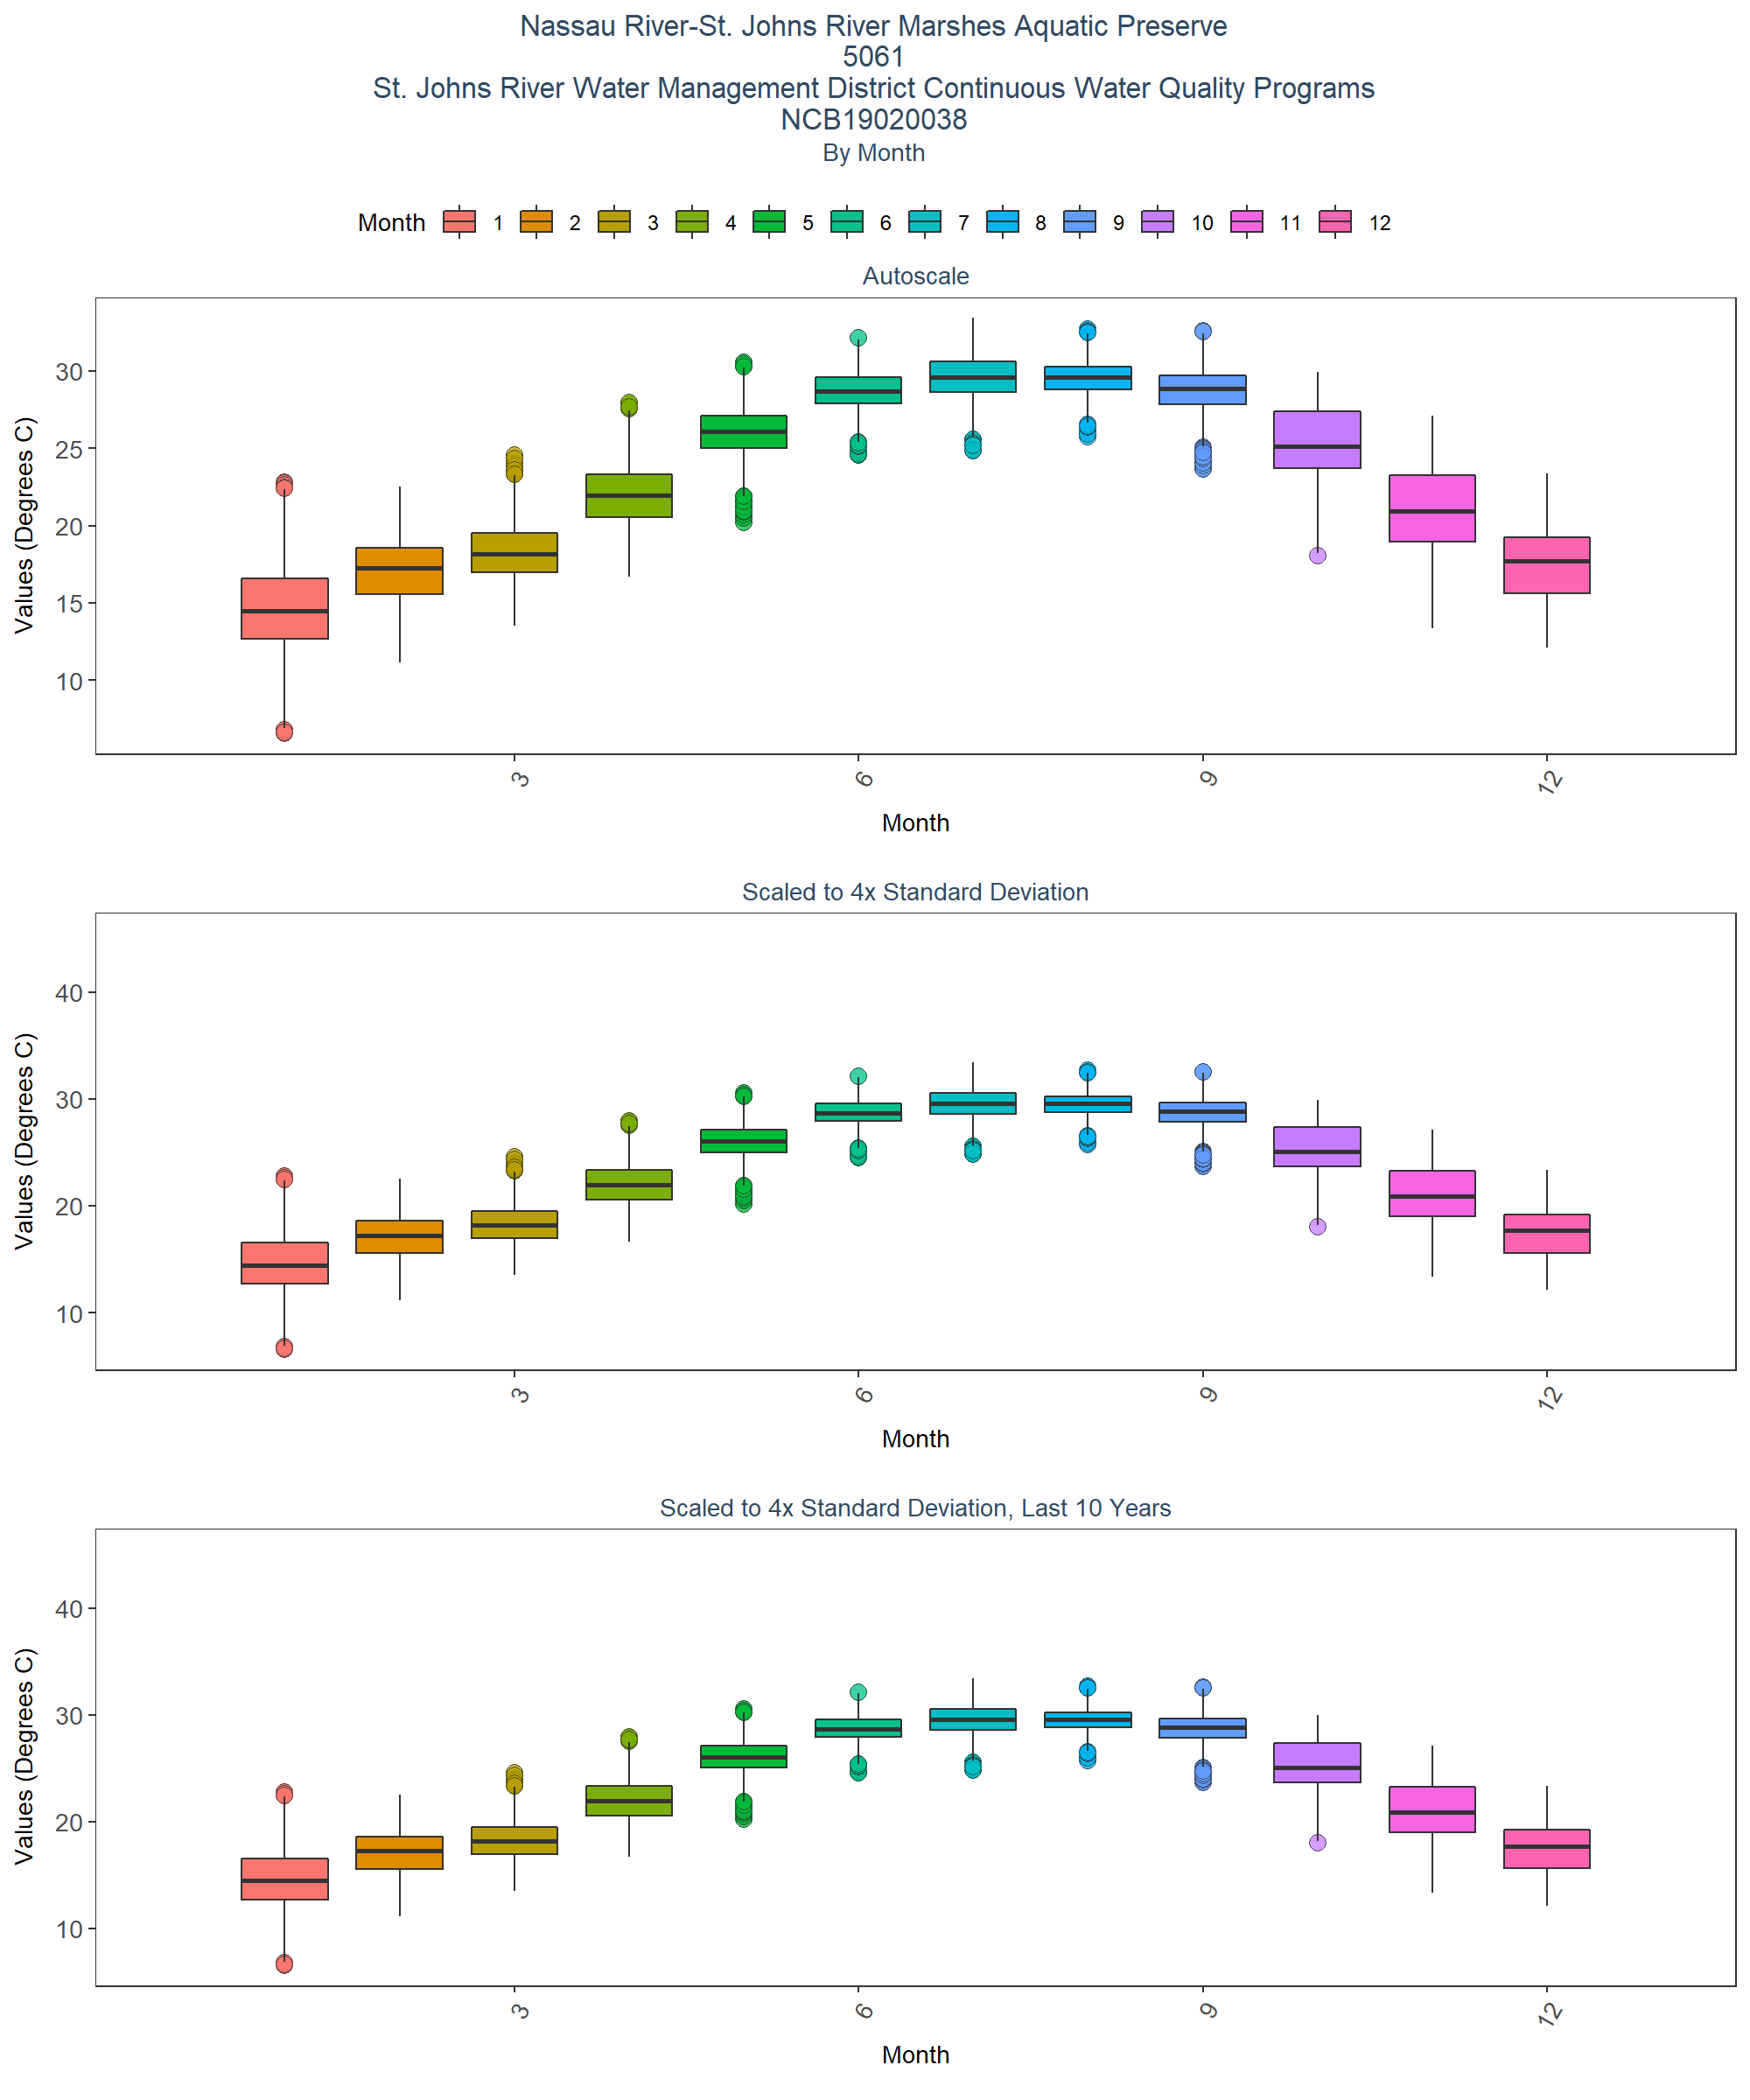 Nassau River-St. Johns River Marshes Aquatic Preserve
5061
St. Johns River Water Management District Continuous Water Quality Programs
NCB19020038
By Month
Month 1 2 3 4 5 6 7 8 9 10 11 12
Autoscale
Values (Degrees C)
30
25
20
15
10
3 6 9 12
Month
Scaled to 4x Standard Deviation
Values (Degrees C)
40
30
20
10
3 6 9 12
Month
Scaled to 4x Standard Deviation, Last 10 Years
Values (Degrees C)
40
30
20
10
3 6 9 12
Month